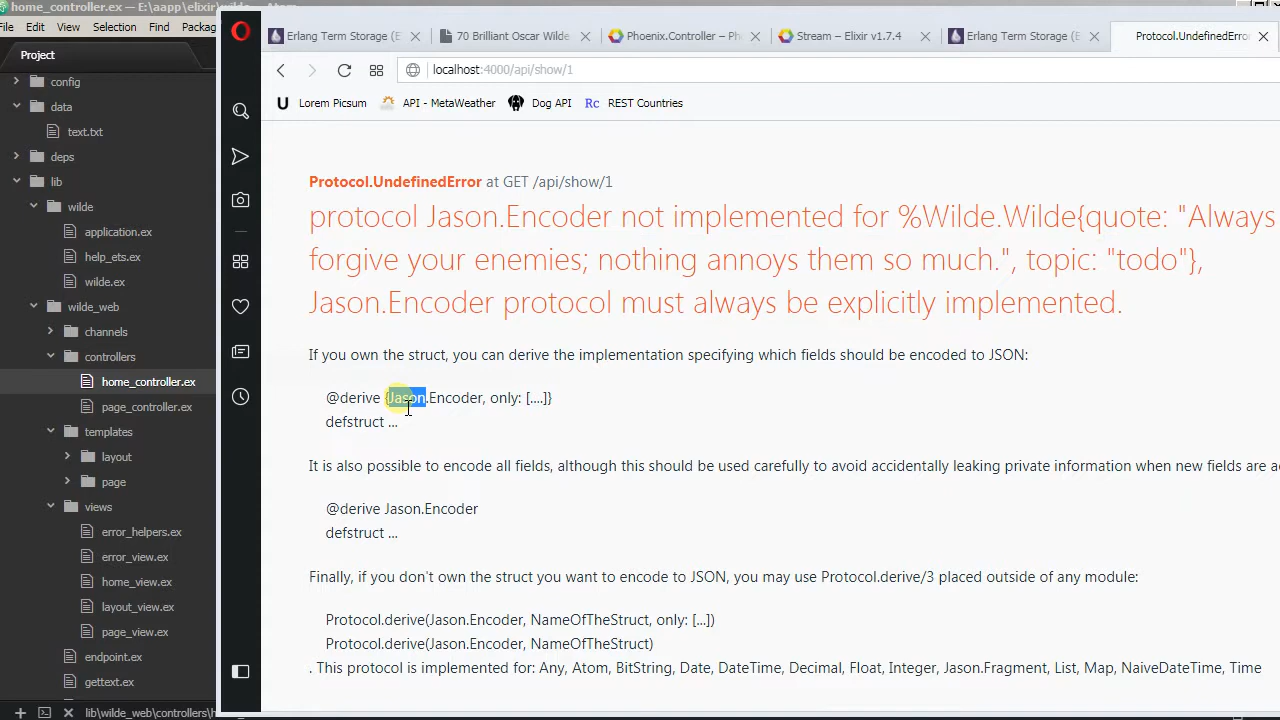 home_controller.ex — E:\aapp\elixir\wilde
File Edit Selection Find View Goto
Project
config
data
text.txt
deps
lib
wilde
application.ex
help_ets.ex
wilde.ex
wilde_web
channels
controllers
home_controller.ex
page_controller.ex
templates
layout
page
views
error_helpers.ex
error_view.ex
home_view.ex
layout_view.ex
page_view.ex
endpoint.ex
gettext.ex
lib\wilde_web\controllers\h
Erlang Term Storage (E
70 Brilliant Oscar Wilde
Phoenix.Controller – Ph
Stream – Elixir v1.7.4
Erlang Term Storage (E
Protocol.UndefinedErro
localhost:4000/api/show/1
U Lorem Picsum
API - MetaWeather
Dog API
Rc REST Countries
Protocol.UndefinedError at GET /api/show/1
protocol Jason.Encoder not implemented for %Wilde.Wilde{quote: "Always
forgive your enemies; nothing annoys them so much.", topic: "todo"},
Jason.Encoder protocol must always be explicitly implemented.
If you own the struct, you can derive the implementation specifying which fields should be encoded to JSON:
@derive {Jason.Encoder, only: [....]}
defstruct ...
It is also possible to encode all fields, although this should be used carefully to avoid accidentally leaking private information when new fields are a
@derive Jason.Encoder
defstruct ...
Finally, if you don't own the struct you want to encode to JSON, you may use Protocol.derive/3 placed outside of any module:
Protocol.derive(Jason.Encoder, NameOfTheStruct, only: [...])
Protocol.derive(Jason.Encoder, NameOfTheStruct)
. This protocol is implemented for: Any, Atom, BitString, Date, DateTime, Decimal, Float, Integer, Jason.Fragment, List, Map, NaiveDateTime, Time